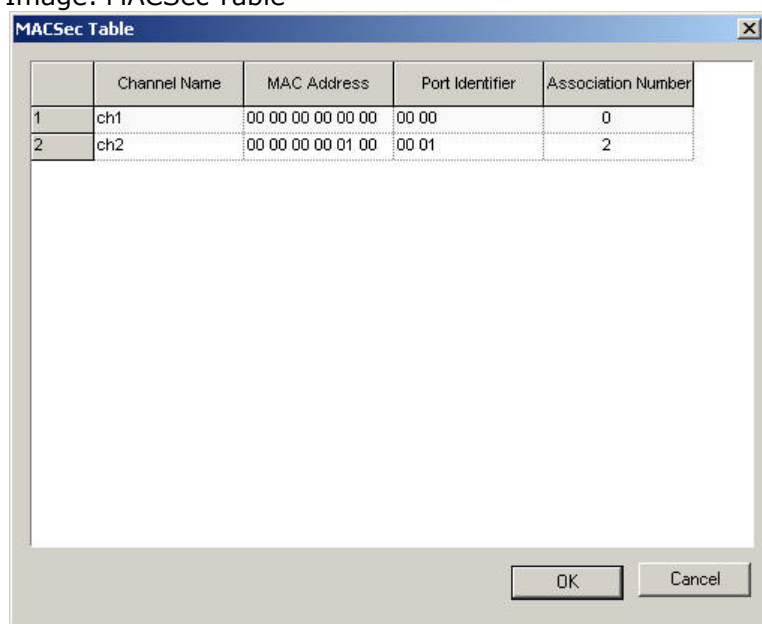 Image: MACSec Table
MACSec Table
Channel Name MAC Address Port Identifier Association Number
1 ch1 00 00 00 00 00 00 00 00 0
2 ch2 00 00 00 00 01 00 00 01 2
OK Cancel